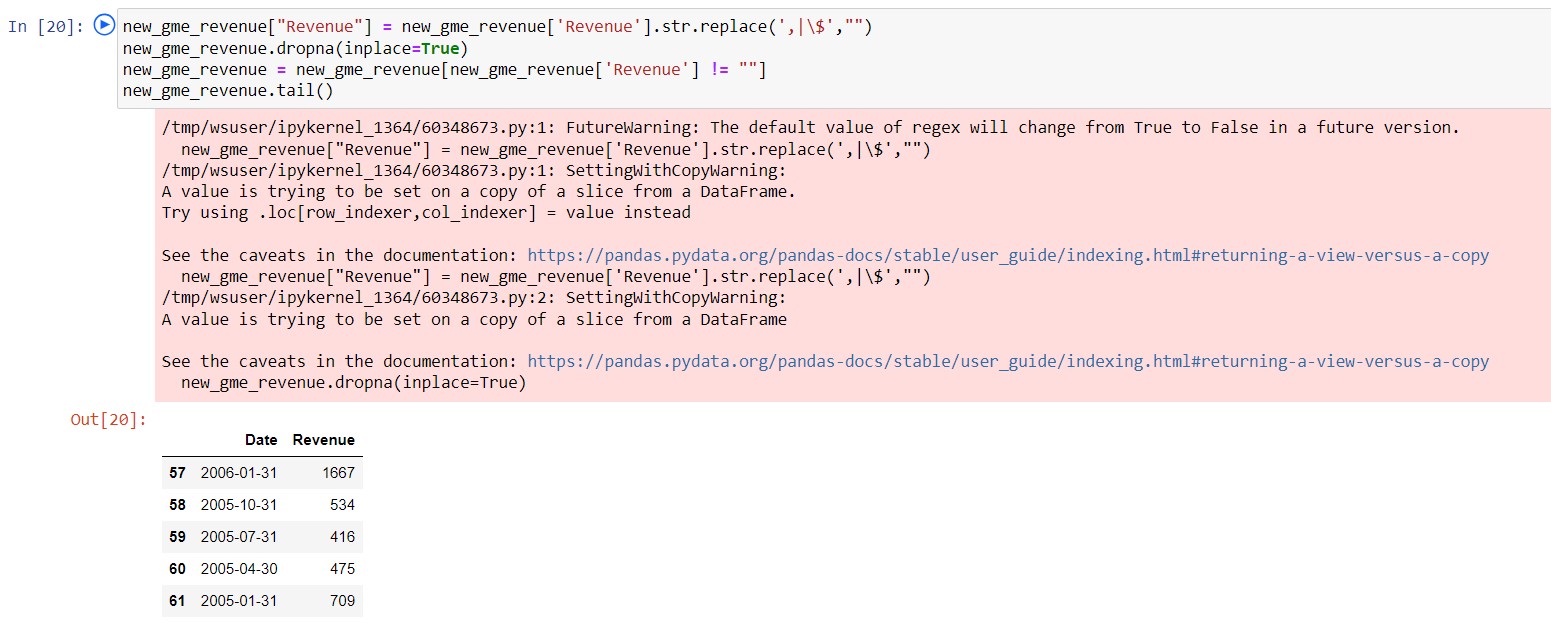 In [20]: new_gme_revenue["Revenue"] = new_gme_revenue['Revenue'].str.replace(',|\$',"")
new_gme_revenue.dropna(inplace=True)
new_gme_revenue = new_gme_revenue[new_gme_revenue['Revenue'] != ""]
new_gme_revenue.tail()
/tmp/wsuser/ipykernel_1364/60348673.py:1: FutureWarning: The default value of regex will change from True to False in a future version.
  new_gme_revenue["Revenue"] = new_gme_revenue['Revenue'].str.replace(',|\$',"")
/tmp/wsuser/ipykernel_1364/60348673.py:1: SettingWithCopyWarning:
A value is trying to be set on a copy of a slice from a DataFrame.
Try using .loc[row_indexer,col_indexer] = value instead

See the caveats in the documentation: https://pandas.pydata.org/pandas-docs/stable/user_guide/indexing.html#returning-a-view-versus-a-copy
  new_gme_revenue["Revenue"] = new_gme_revenue['Revenue'].str.replace(',|\$',"")
/tmp/wsuser/ipykernel_1364/60348673.py:2: SettingWithCopyWarning:
A value is trying to be set on a copy of a slice from a DataFrame

See the caveats in the documentation: https://pandas.pydata.org/pandas-docs/stable/user_guide/indexing.html#returning-a-view-versus-a-copy
  new_gme_revenue.dropna(inplace=True)
Out[20]:
Date Revenue
57 2006-01-31 1667
58 2005-10-31 534
59 2005-07-31 416
60 2005-04-30 475
61 2005-01-31 709